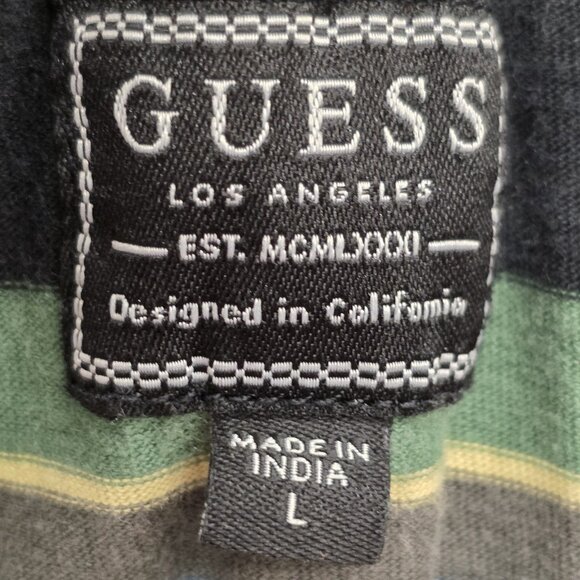 GUESS
LOS ANGELES
EST. MCMLXXXI
Designed in California
MADE IN
INDIA
L